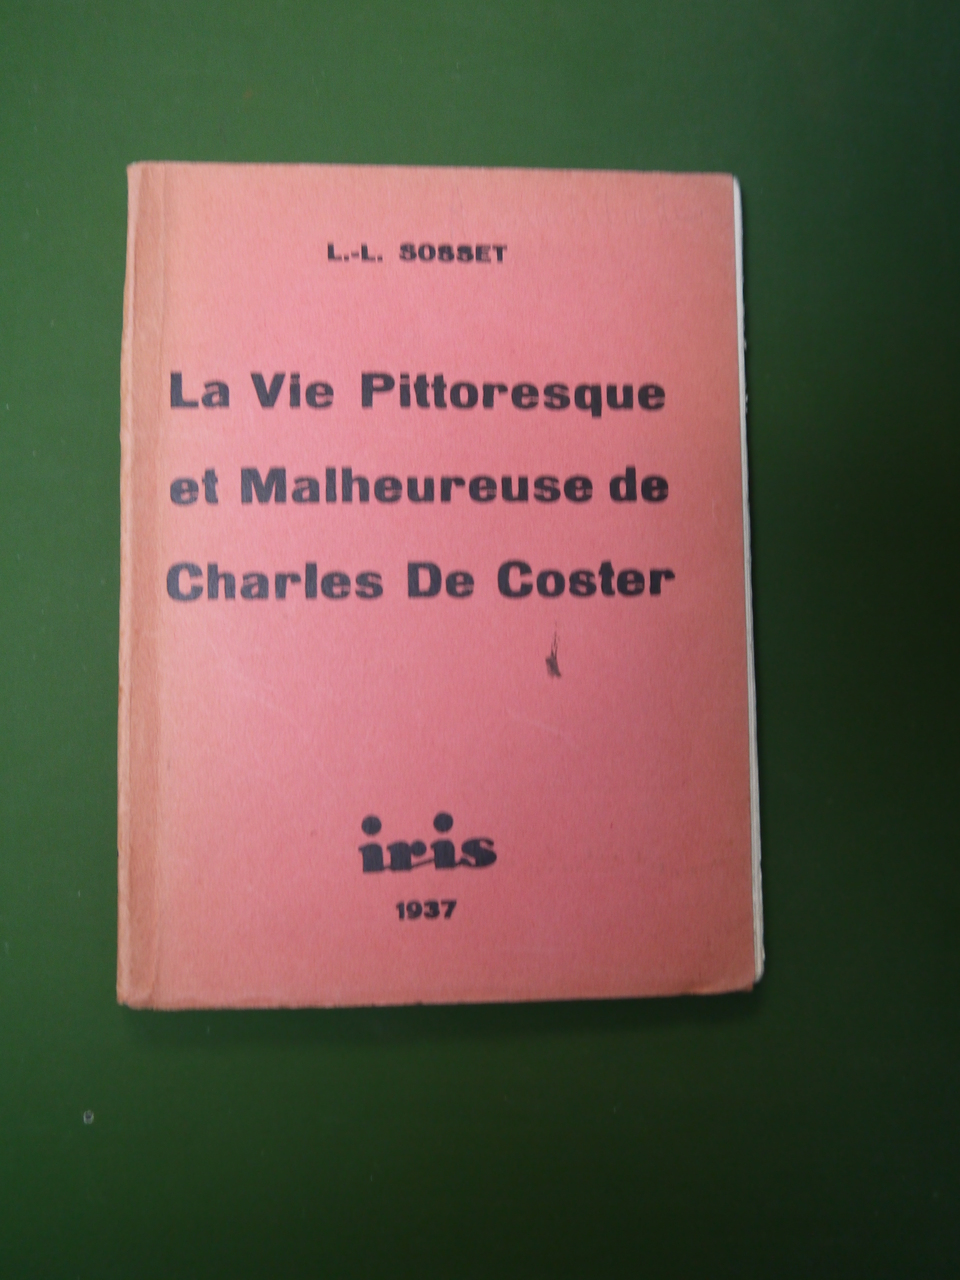 L.-L. SOSSET
La Vie Pittoresque
et Malheureuse de
Charles De Coster
iris
1937